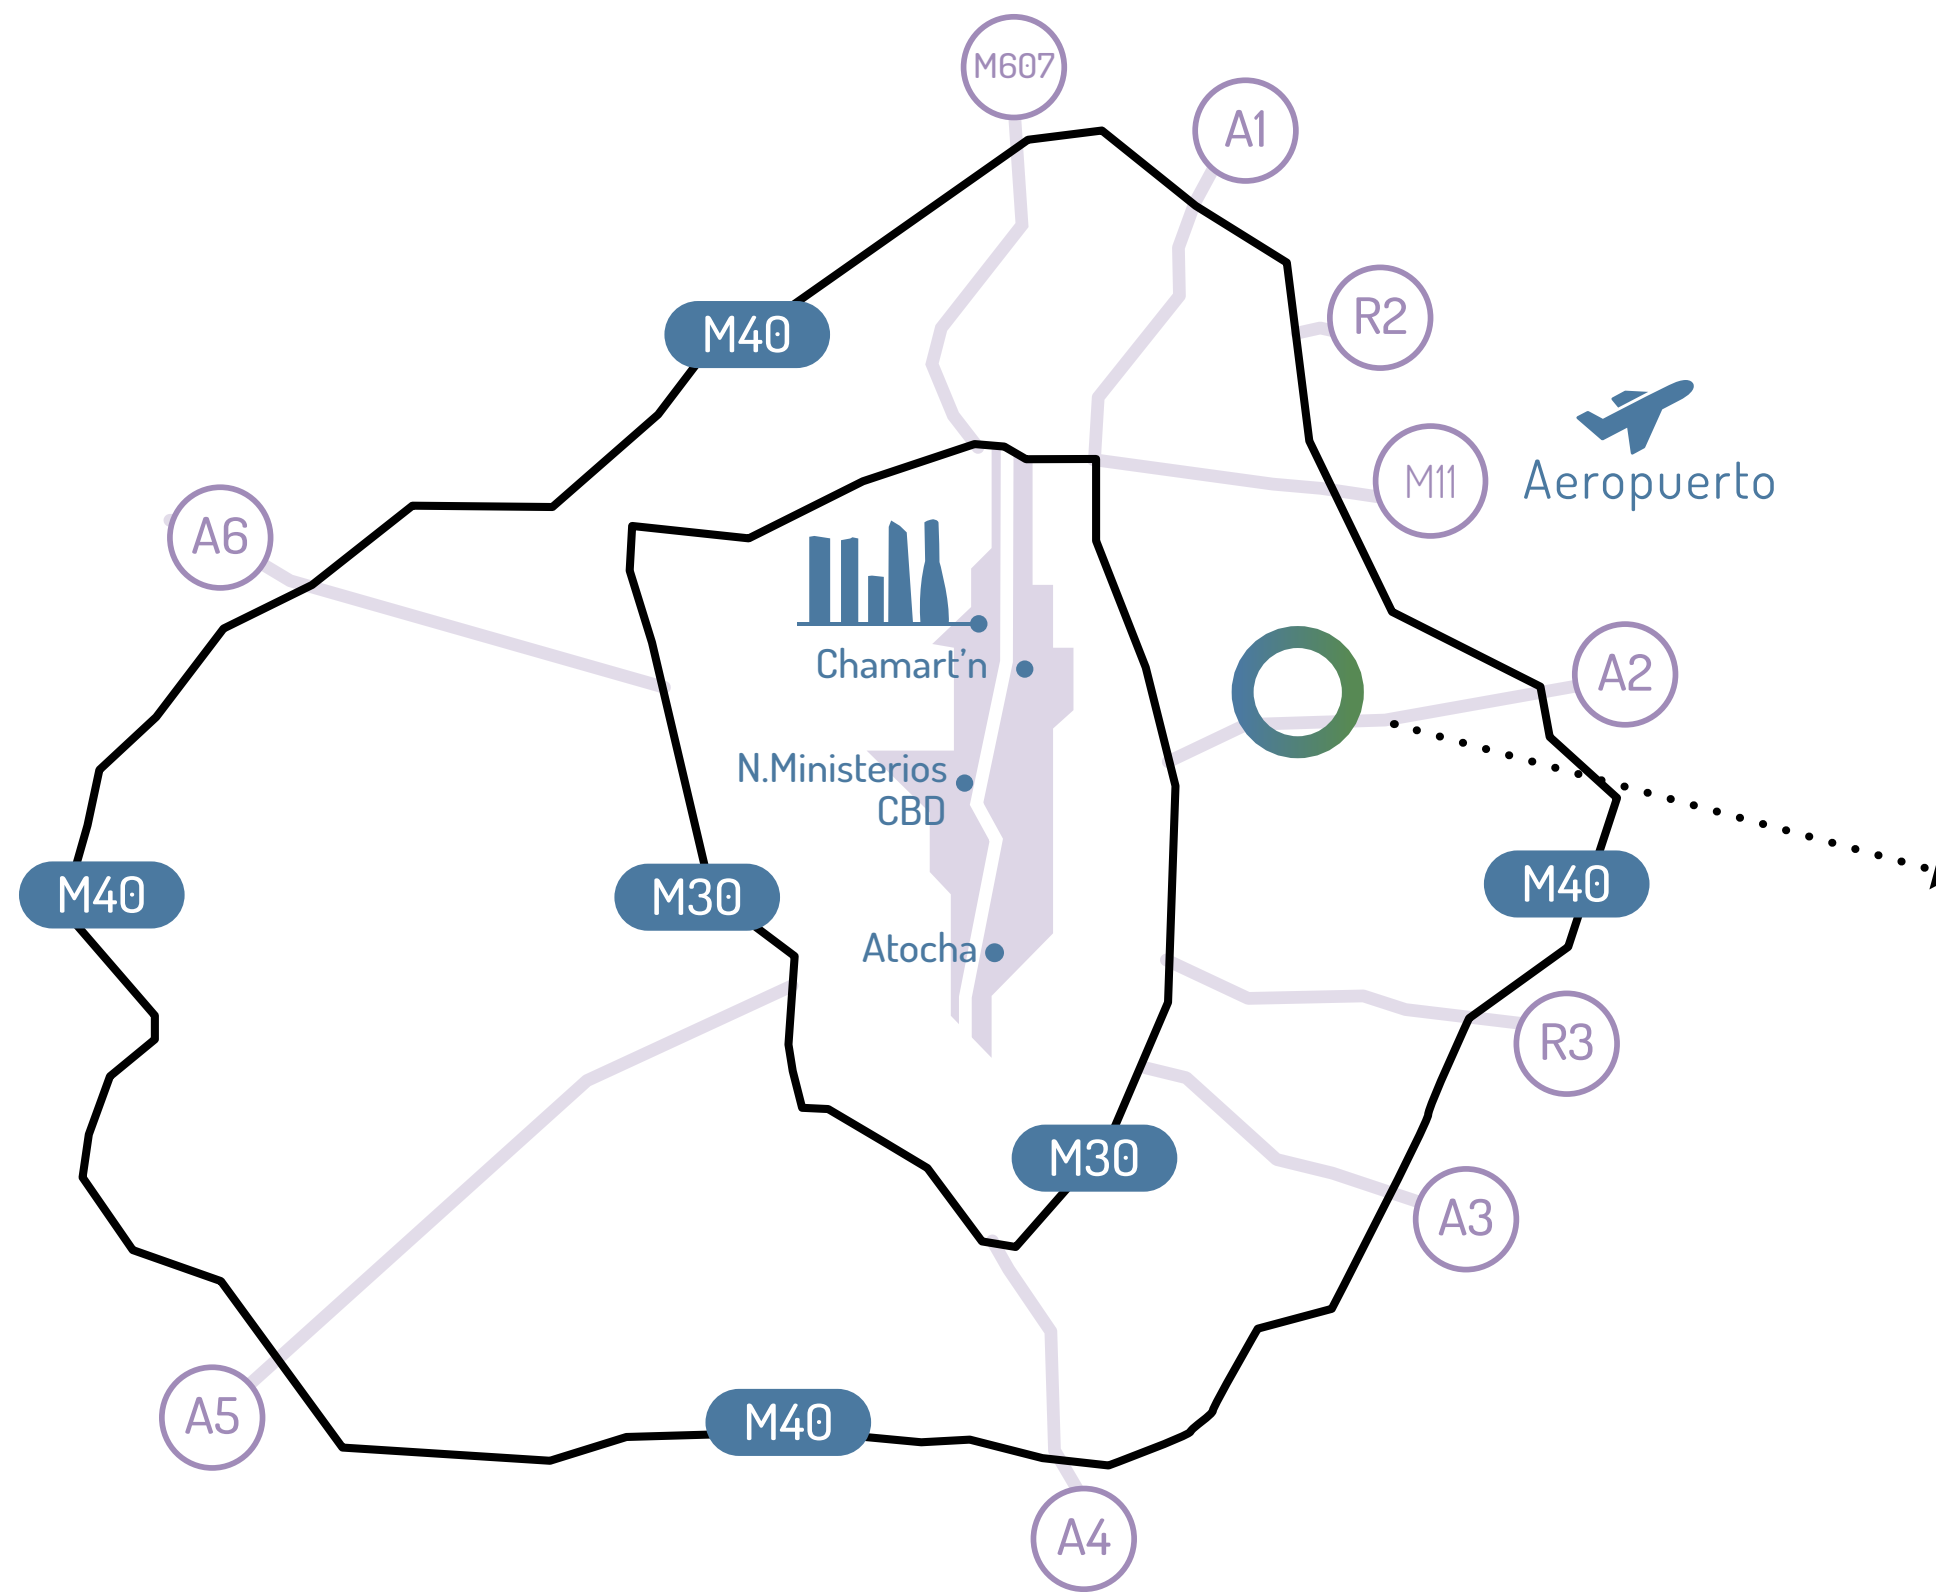 M607
A1
R2
M40
M11
Aeropuerto
A6
Chamart’n
A2
N.Ministerios
CBD
M40
M30
M40
Atocha
R3
M30
A3
A5
M40
A4